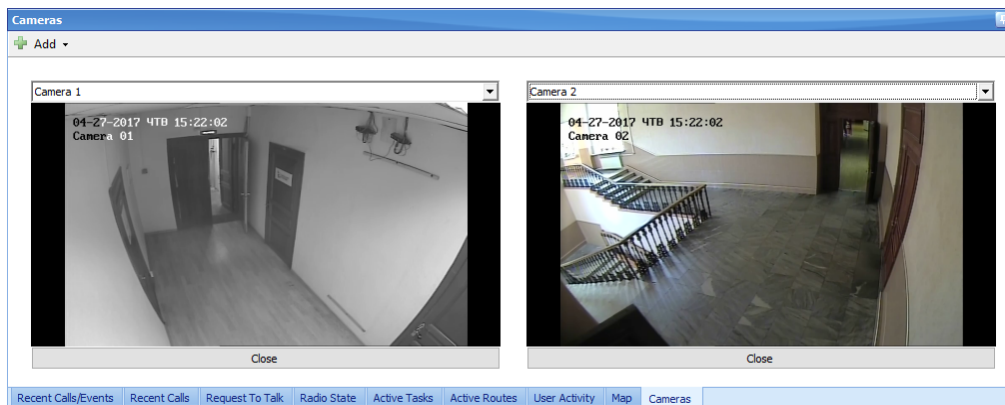 Cameras
Add
Camera 1
04-27-2017 ЧТВ 15:22:02
Camera 01
Close
Camera 2
04-27-2017 ЧТВ 15:22:02
Camera 02
Close
Recent Calls/Events Recent Calls Request To Talk Radio State Active Tasks Active Routes User Activity Map Cameras